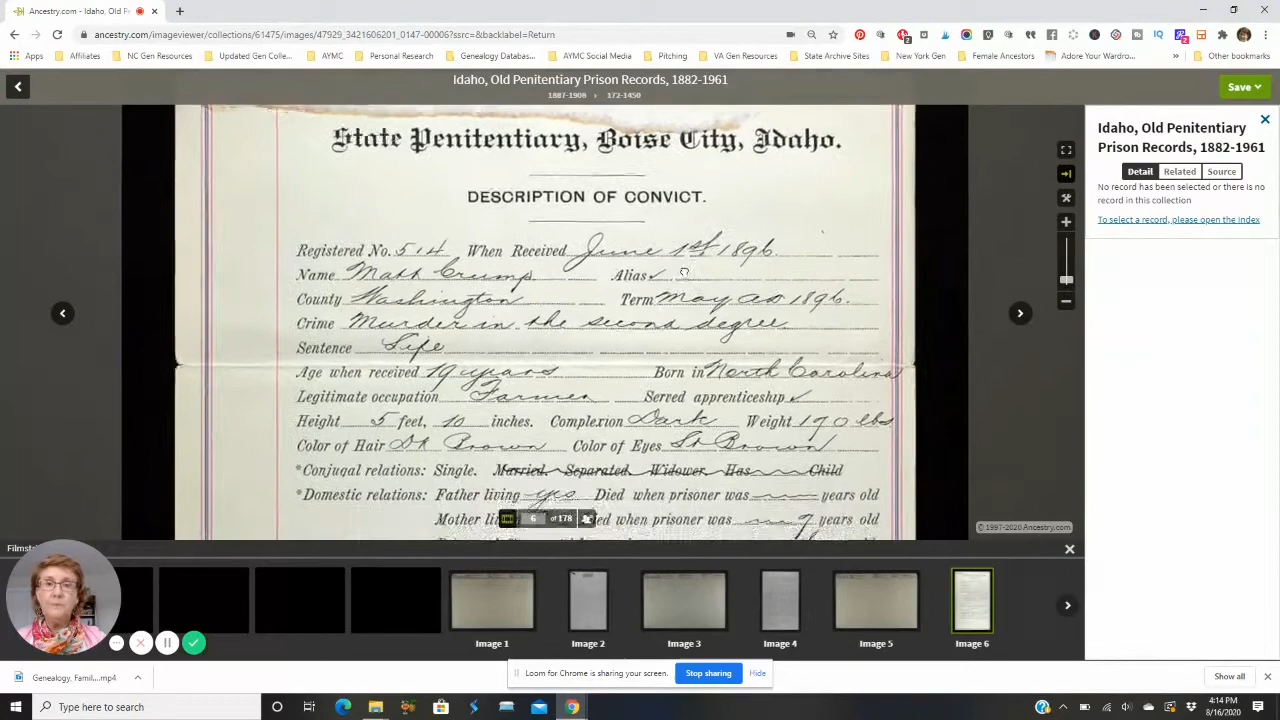 Ancestry.com - Idaho, Old P
ancestry.com/imageviewer/collections/61475/images/47929_3421606201_0147-00006?ssrc=&backlabel=Return
Apps Affiliates NC Gen Resources Updated Gen Colle... AYMC Podcasts Genealogy Databas... AYMC Social Media Pitching VA Gen Resources State Archive Sites New York Gen Female Ancestors Adore Your Wardro... » Other bookmarks
Idaho, Old Penitentiary Prison Records, 1882-1961
1887-1908 › 172-3450
Save
State Penitentiary, Boise City, Idaho.
DESCRIPTION OF CONVICT.
Registered No. 514 When Received June 1st 1896.
Name Matt Crump. Alias ✓
County Washington Term May AD 1896.
Crime Murder in the second degree.
Sentence Life
Age when received 19 years Born in North Carolina
Legitimate occupation Farmer Served apprenticeship ✓
Height 5 feet, 10 inches. Complexion Dark Weight 170 lbs
Color of Hair Dk Brown Color of Eyes Brown
*Conjugal relations: Single. Married. Separated. Widower. Has Child
*Domestic relations: Father living yes Died when prisoner was years old
Mother li ed when prisoner was 9 years old
6 of 178
© 1997-2020 Ancestry.com
Idaho, Old Penitentiary
Prison Records, 1882-1961
Detail Related Source
No record has been selected or there is no
record in this collection
To select a record, please open the index
Films
Image 1 Image 2 Image 3 Image 4 Image 5 Image 6
Loom for Chrome is sharing your screen. Stop sharing Hide
Genealogy, Famil....mp4
Show all
Type here to search
4:14 PM
8/16/2020
2